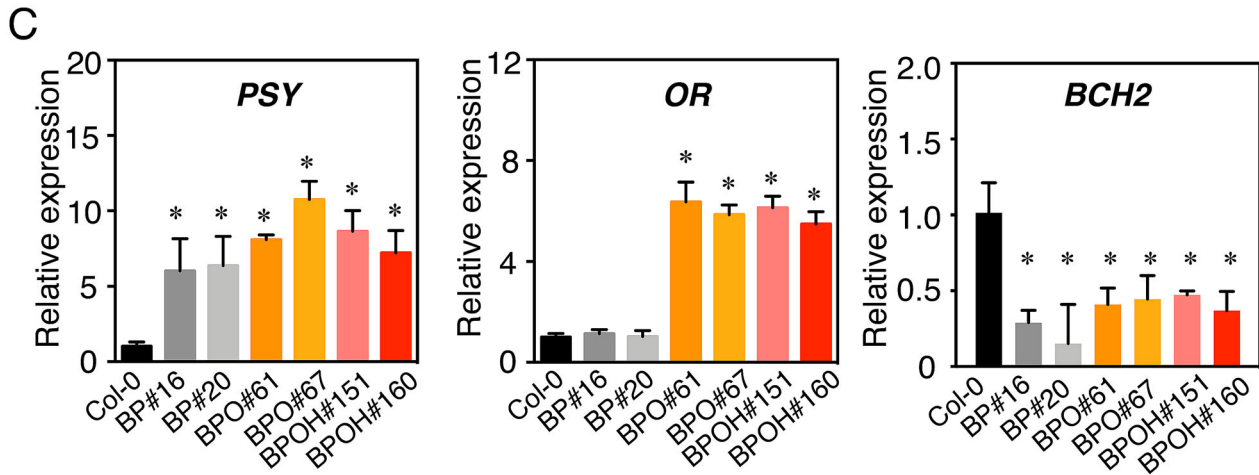 C
PSY
Relative expression
20
15
10
5
0
* * * * * *
Col-0
BP#16
BP#20
BPO#61
BPO#67
BPOH#151
BPOH#160
OR
Relative expression
12
8
4
0
* * * *
Col-0
BP#16
BP#20
BPO#61
BPO#67
BPOH#151
BPOH#160
BCH2
Relative expression
2.0
1.5
1.0
0.5
0
* * * * * *
Col-0
BP#16
BP#20
BPO#61
BPO#67
BPOH#151
BPOH#160